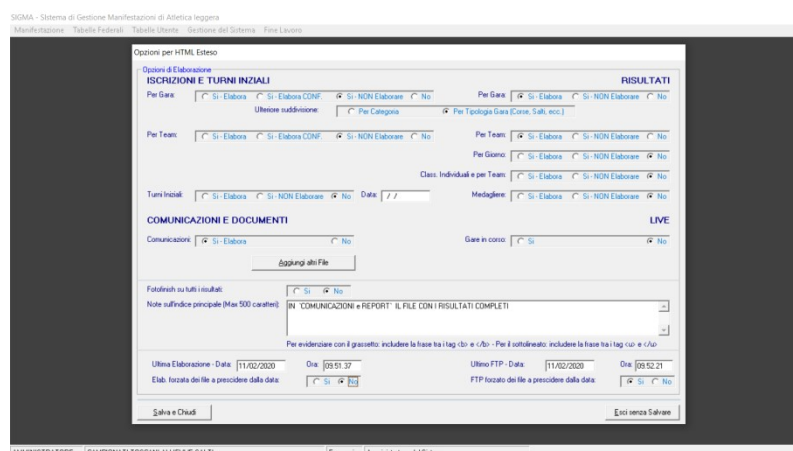 SIGMA - SIstema di Gestione Manifestazioni di Atletica leggera
Manifestazione Tabelle Federali Tabelle Utente Gestione del Sistema Fine Lavoro
Opzioni per HTML Esteso
Opzioni di Elaborazione
ISCRIZIONI E TURNI INZIALI RISULTATI
Per Gara: Si - Elabora Si - Elabora CONF. Si - NON Elaborare No Per Gara: Si - Elabora Si - NON Elaborare No
Ulteriore suddivisione: Per Categoria Per Tipologia Gara (Corse, Salti, ecc.)
Per Team: Si - Elabora Si - Elabora CONF. Si - NON Elaborare No Per Team: Si - Elabora Si - NON Elaborare No
Per Giorno: Si - Elabora Si - NON Elaborare No
Class. Individuali e per Team: Si - Elabora Si - NON Elaborare No
Turni Iniziali: Si - Elabora Si - NON Elaborare No Data: / / Medagliere: Si - Elabora Si - NON Elaborare No
COMUNICAZIONI E DOCUMENTI LIVE
Comunicazioni: Si - Elabora No Gare in corso: Si No
Aggiungi altri File
Fotofinish su tutti i risultati: Si No
Note sull'indice principale (Max 500 caratteri): IN "COMUNICAZIONI e REPORT" IL FILE CON I RISULTATI COMPLETI
Per evidenziare con il grassetto: includere la frase tra i tag <b> e </b> - Per il sottolineato: includere la frase tra i tag <u> e </u>
Ultima Elaborazione - Data: 11/02/2020 Ora: 09.51.37 Ultimo FTP - Data: 11/02/2020 Ora: 09.52.21
Elab. forzata dei file a prescidere dalla data: Si No FTP forzato dei file a prescidere dalla data: Si No
Salva e Chiudi Esci senza Salvare